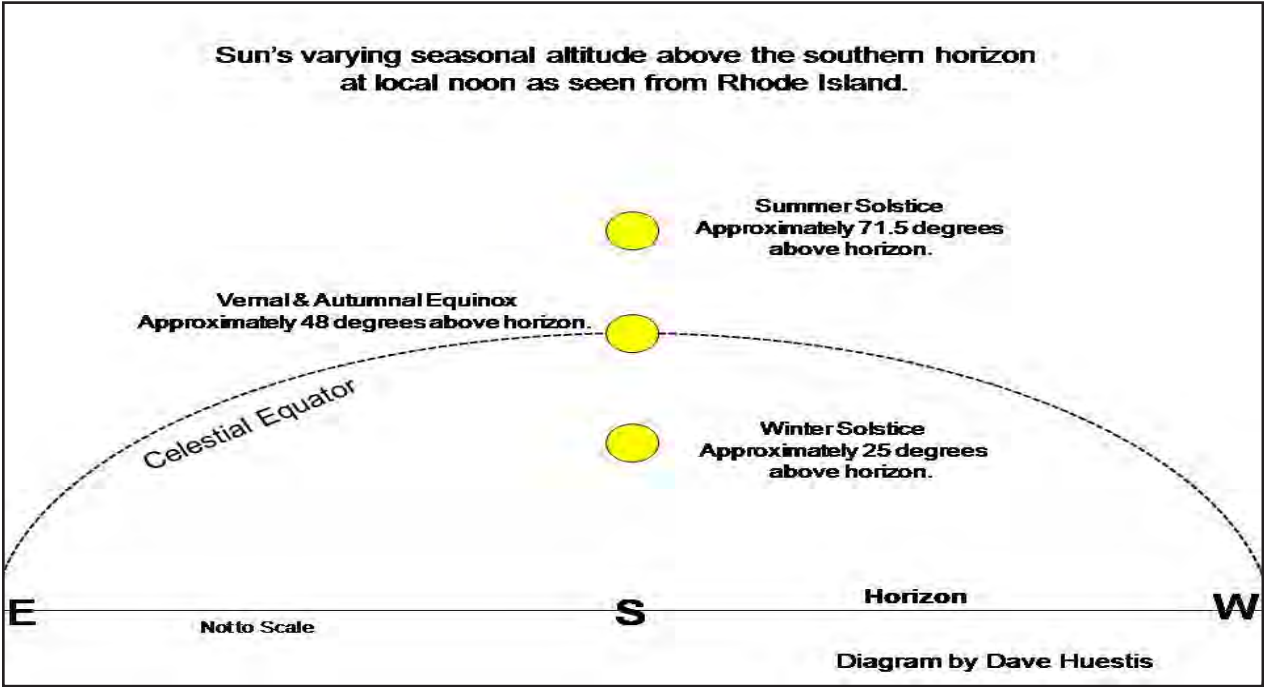 Sun's varying seasonal altitude above the southern horizon
at local noon as seen from Rhode Island.
Summer Solstice
Approximately 71.5 degrees
above horizon.
Vernal & Autumnal Equinox
Approximately 48 degrees above horizon.
Celestial Equator
Winter Solstice
Approximately 25 degrees
above horizon.
Horizon
E
S
W
Not to Scale
Diagram by Dave Huestis